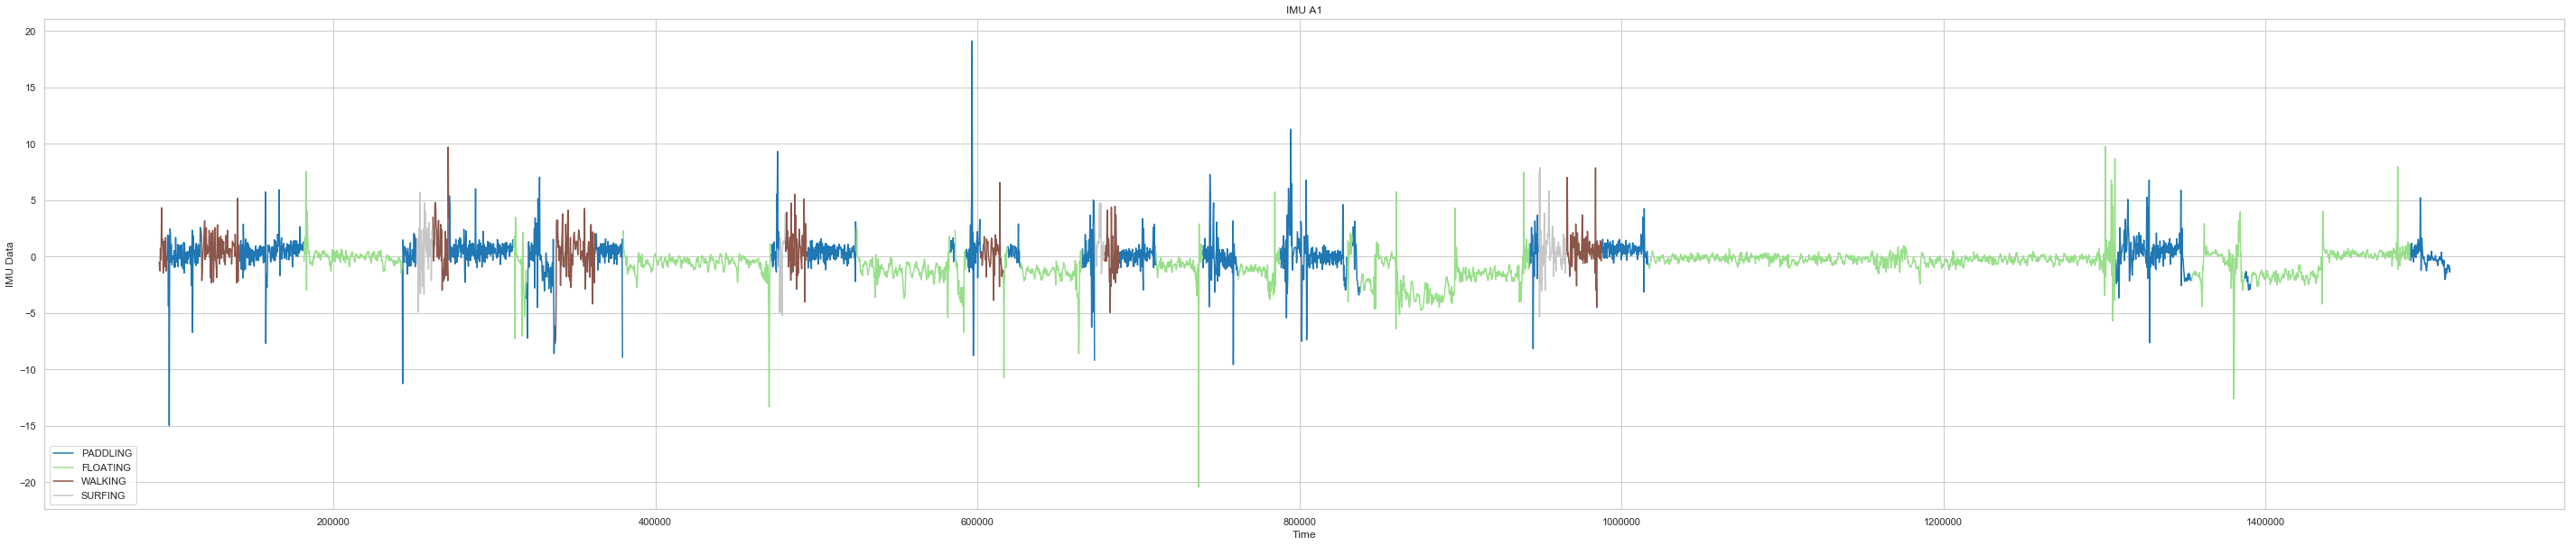 IMU A1
20
15
10
5
0
−5
−10
−15
−20
IMU Data
PADDLING
FLOATING
WALKING
SURFING
200000 400000 600000 800000 1000000 1200000 1400000
Time